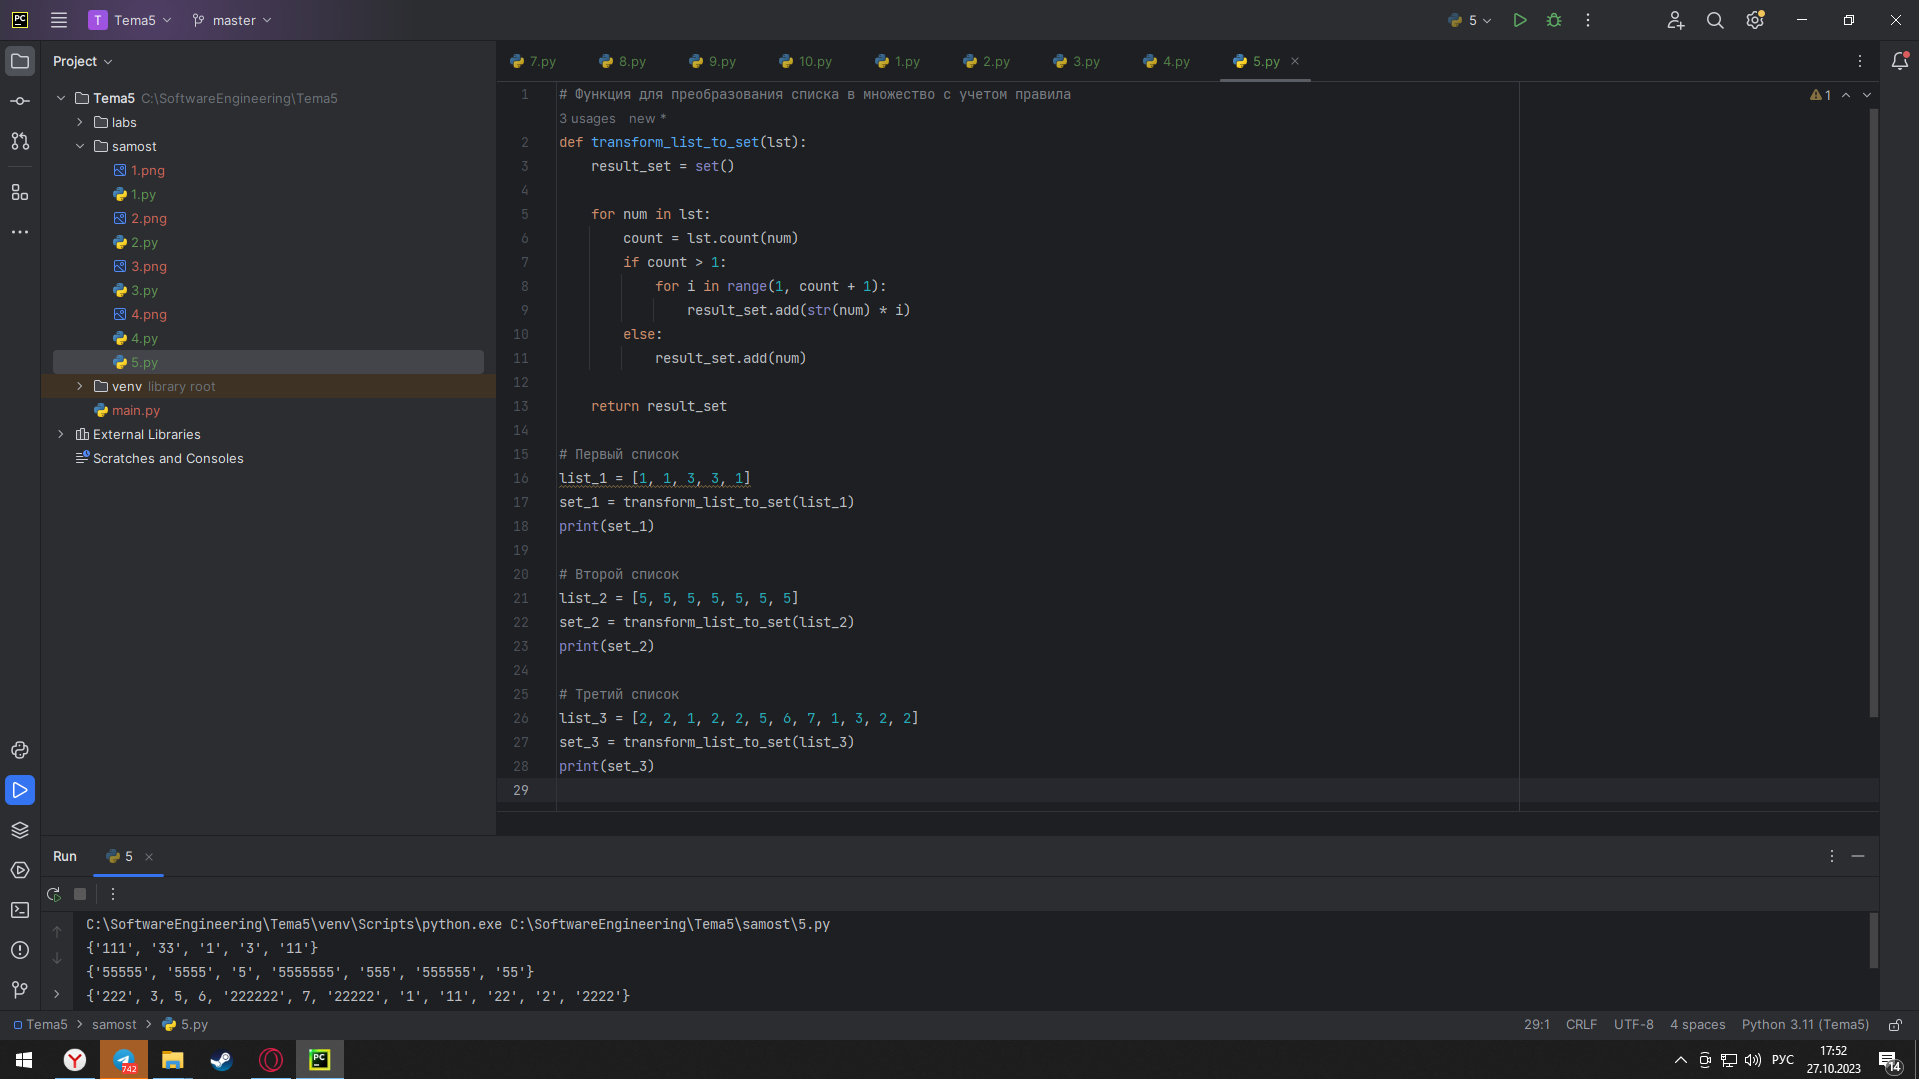 PC
T Tema5 master 5
Project
7.py 8.py 9.py 10.py 1.py 2.py 3.py 4.py 5.py
Tema5 C:\SoftwareEngineering\Tema5
labs
samost
1.png
1.py
2.png
2.py
3.png
3.py
4.png
4.py
5.py
venv library root
main.py
External Libraries
Scratches and Consoles
1 # Функция для преобразования списка в множество с учетом правила
1
3 usages new *
2 def transform_list_to_set(lst):
3 result_set = set()
4
5 for num in lst:
6 count = lst.count(num)
7 if count > 1:
8 for i in range(1, count + 1):
9 result_set.add(str(num) * i)
10 else:
11 result_set.add(num)
12
13 return result_set
14
15 # Первый список
16 list_1 = [1, 1, 3, 3, 1]
17 set_1 = transform_list_to_set(list_1)
18 print(set_1)
19
20 # Второй список
21 list_2 = [5, 5, 5, 5, 5, 5, 5]
22 set_2 = transform_list_to_set(list_2)
23 print(set_2)
24
25 # Третий список
26 list_3 = [2, 2, 1, 2, 2, 5, 6, 7, 1, 3, 2, 2]
27 set_3 = transform_list_to_set(list_3)
28 print(set_3)
29
Run 5
C:\SoftwareEngineering\Tema5\venv\Scripts\python.exe C:\SoftwareEngineering\Tema5\samost\5.py
{'111', '33', '1', '3', '11'}
{'55555', '5555', '5', '5555555', '555', '555555', '55'}
{'222', 3, 5, 6, '222222', 7, '22222', '1', '11', '22', '2', '2222'}
Tema5 > samost > 5.py
29:1 CRLF UTF-8 4 spaces Python 3.11 (Tema5)
742
PC
РУС
17:52
27.10.2023
14